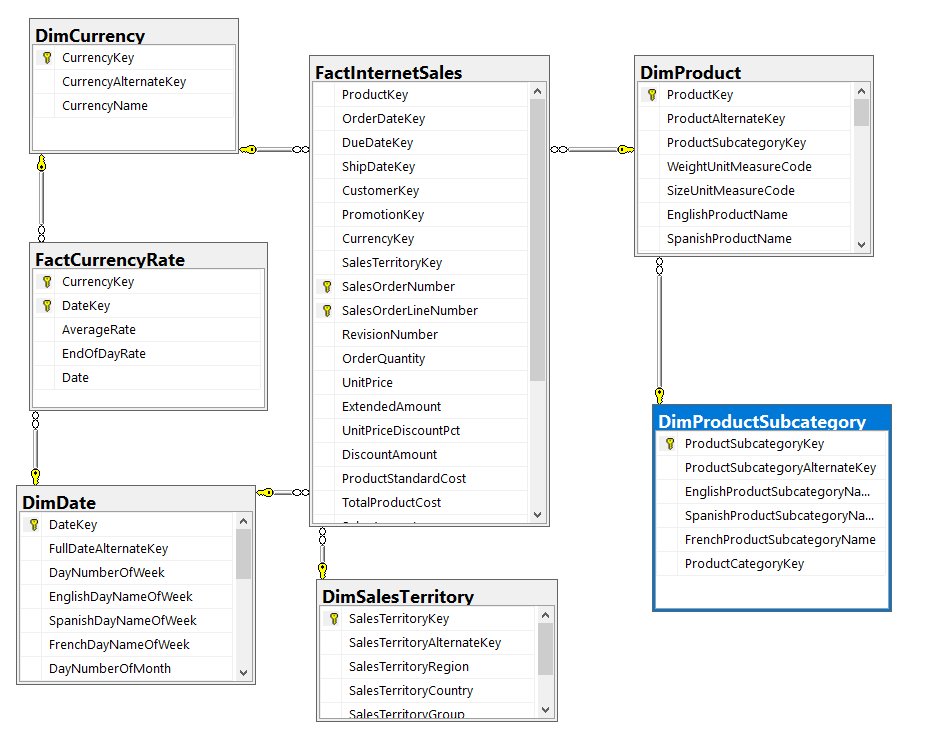 DimCurrency
CurrencyKey
CurrencyAlternateKey
CurrencyName
FactCurrencyRate
CurrencyKey
DateKey
AverageRate
EndOfDayRate
Date
DimDate
DateKey
FullDateAlternateKey
DayNumberOfWeek
EnglishDayNameOfWeek
SpanishDayNameOfWeek
FrenchDayNameOfWeek
DayNumberOfMonth
FactInternetSales
ProductKey
OrderDateKey
DueDateKey
ShipDateKey
CustomerKey
PromotionKey
CurrencyKey
SalesTerritoryKey
SalesOrderNumber
SalesOrderLineNumber
RevisionNumber
OrderQuantity
UnitPrice
ExtendedAmount
UnitPriceDiscountPct
DiscountAmount
ProductStandardCost
TotalProductCost
DimSalesTerritory
SalesTerritoryKey
SalesTerritoryAlternateKey
SalesTerritoryRegion
SalesTerritoryCountry
SalesTerritoryGroup
DimProduct
ProductKey
ProductAlternateKey
ProductSubcategoryKey
WeightUnitMeasureCode
SizeUnitMeasureCode
EnglishProductName
SpanishProductName
DimProductSubcategory
ProductSubcategoryKey
ProductSubcategoryAlternateKey
EnglishProductSubcategoryNa...
SpanishProductSubcategoryNa...
FrenchProductSubcategoryName
ProductCategoryKey